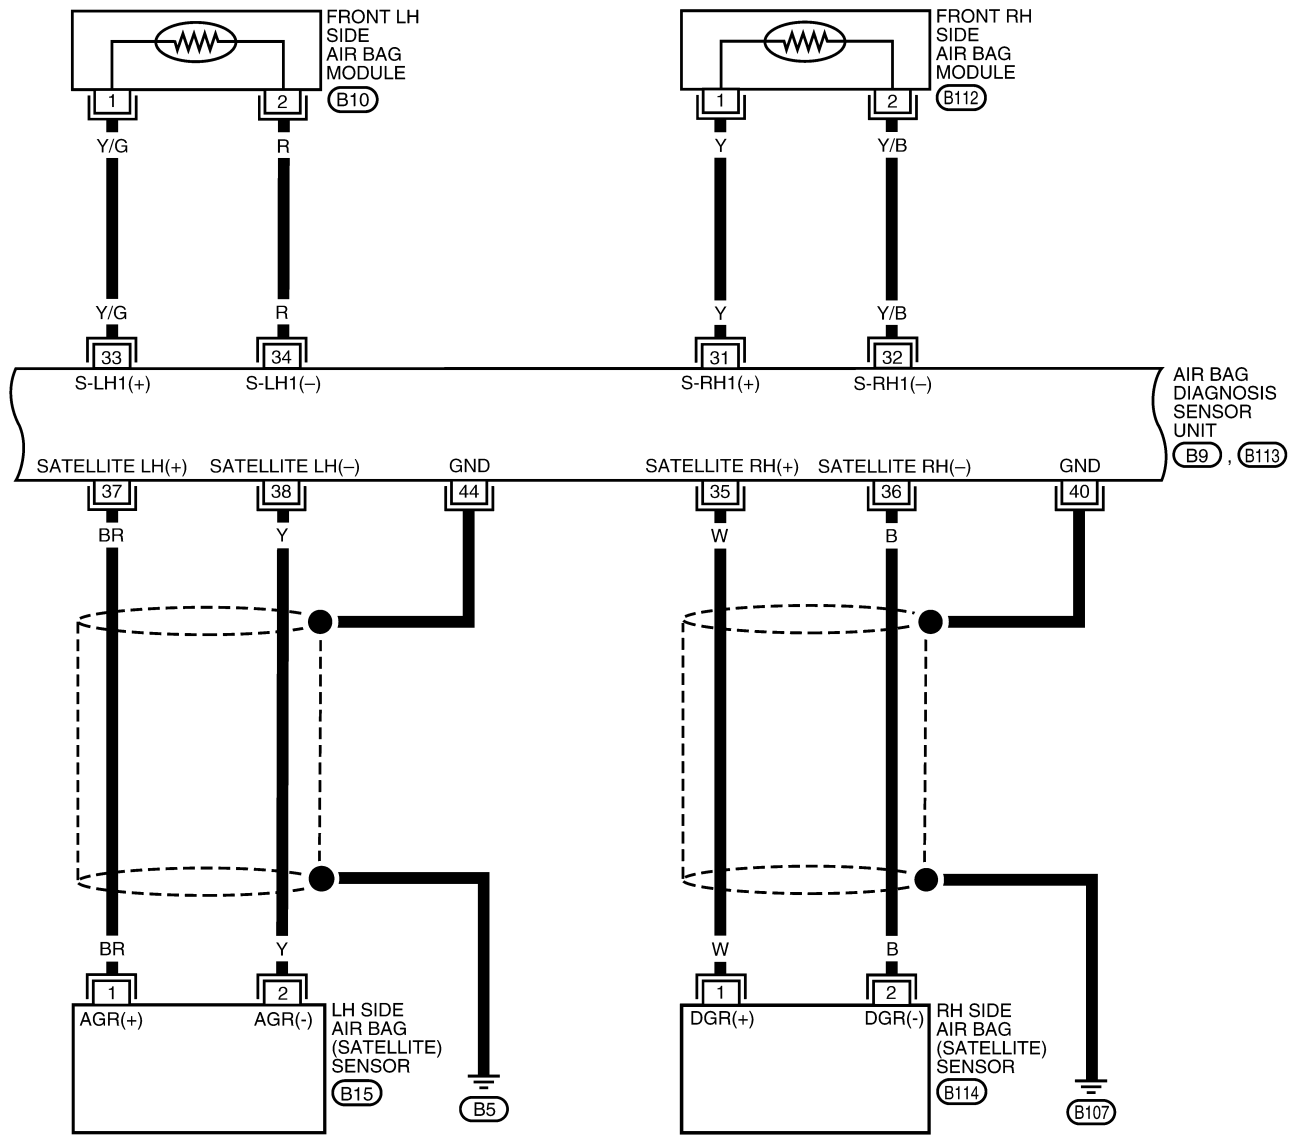 FRONT LH
SIDE
AIR BAG
MODULE
B10
1
2
FRONT RH
SIDE
AIR BAG
MODULE
B112
1
2
Y/G
R
Y
Y/B
Y/G
R
Y
Y/B
33
34
31
32
S-LH1(+)
S-LH1(–)
S-RH1(+)
S-RH1(–)
AIR BAG
DIAGNOSIS
SENSOR
UNIT
B9 , B113
SATELLITE LH(+)
SATELLITE LH(–)
GND
SATELLITE RH(+)
SATELLITE RH(–)
GND
37
38
44
35
36
40
BR
Y
W
B
BR
Y
W
B
1
2
1
2
AGR(+)
AGR(-)
LH SIDE
AIR BAG
(SATELLITE)
SENSOR
B15
B5
DGR(+)
DGR(-)
RH SIDE
AIR BAG
(SATELLITE)
SENSOR
B114
B107